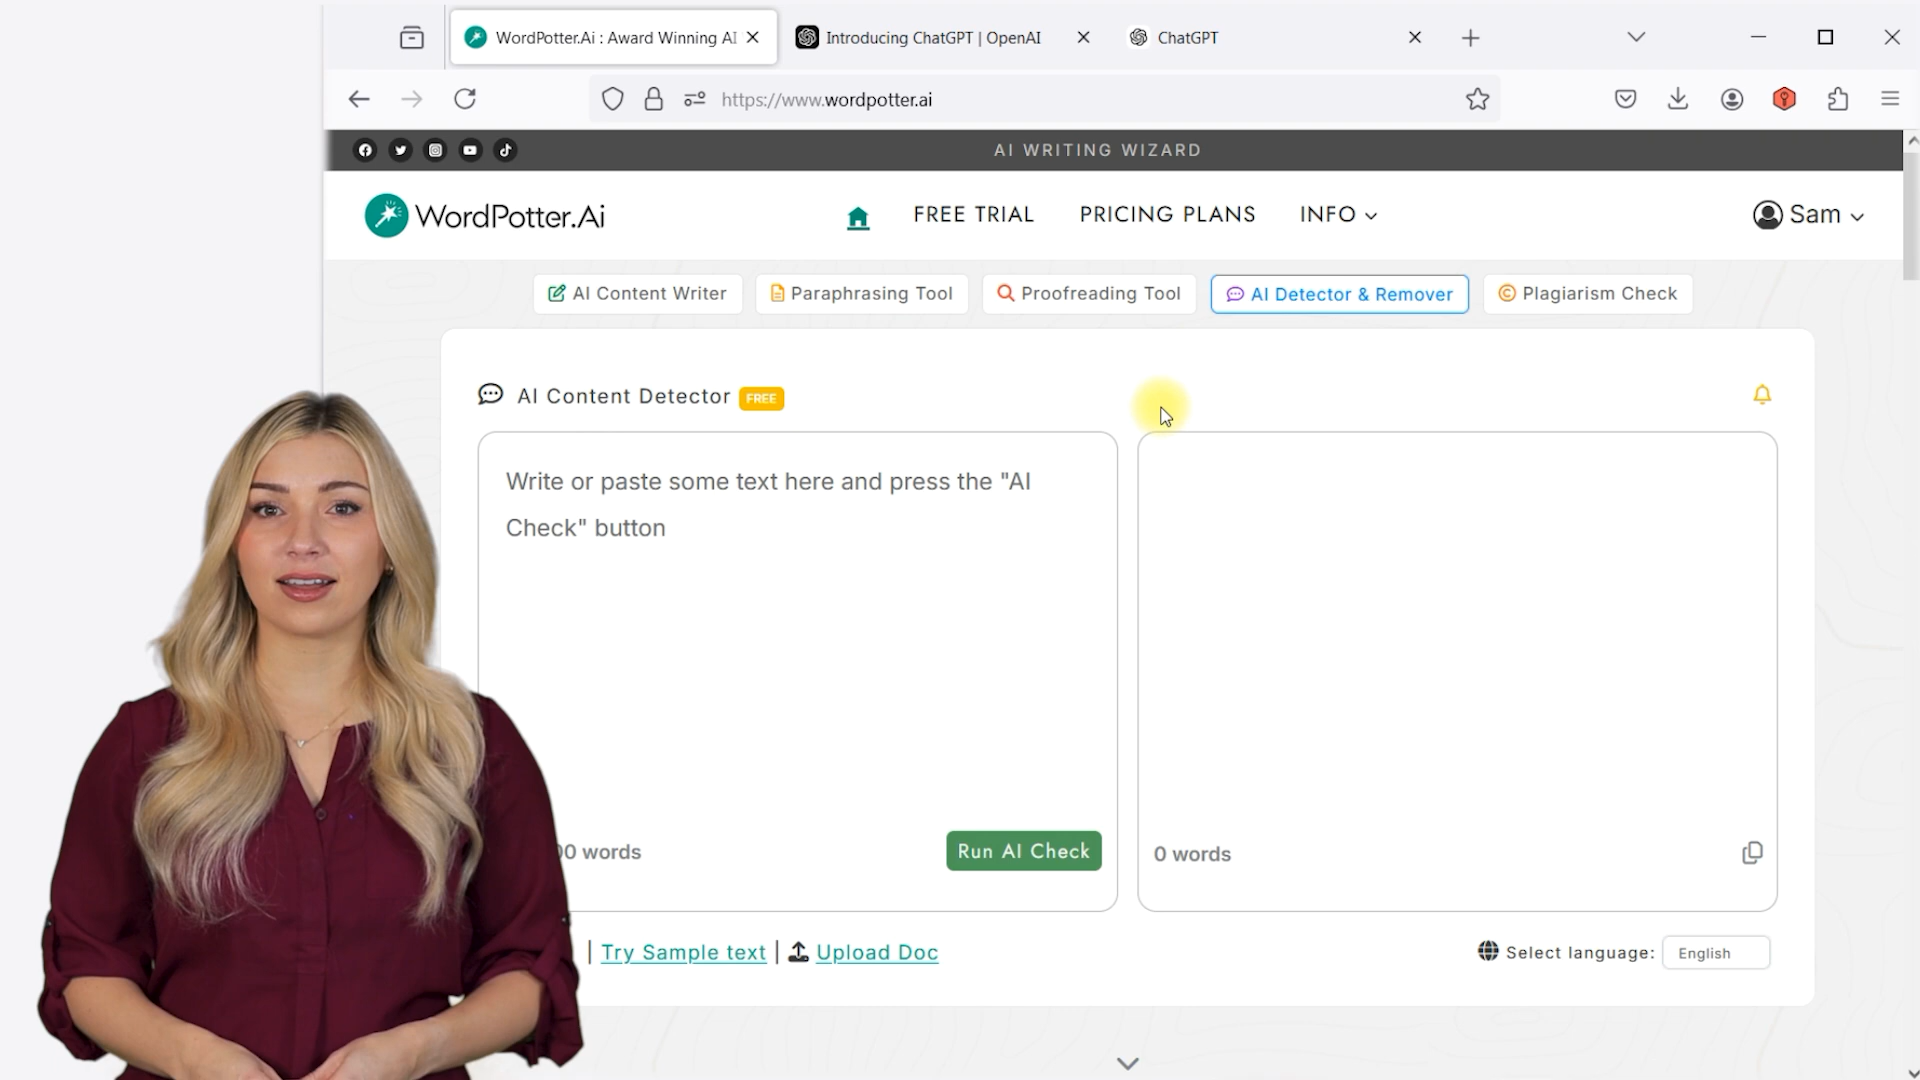 WordPotter.Ai : Award Winning AI
Introducing ChatGPT | OpenAI
ChatGPT
https://www.wordpotter.ai
AI WRITING WIZARD
WordPotter.Ai
FREE TRIAL
PRICING PLANS
INFO
Sam
AI Content Writer
Paraphrasing Tool
Proofreading Tool
AI Detector & Remover
Plagiarism Check
AI Content Detector FREE
Write or paste some text here and press the "AI
Check" button
words
Run AI Check
0 words
| Try Sample text | Upload Doc
Select language: English